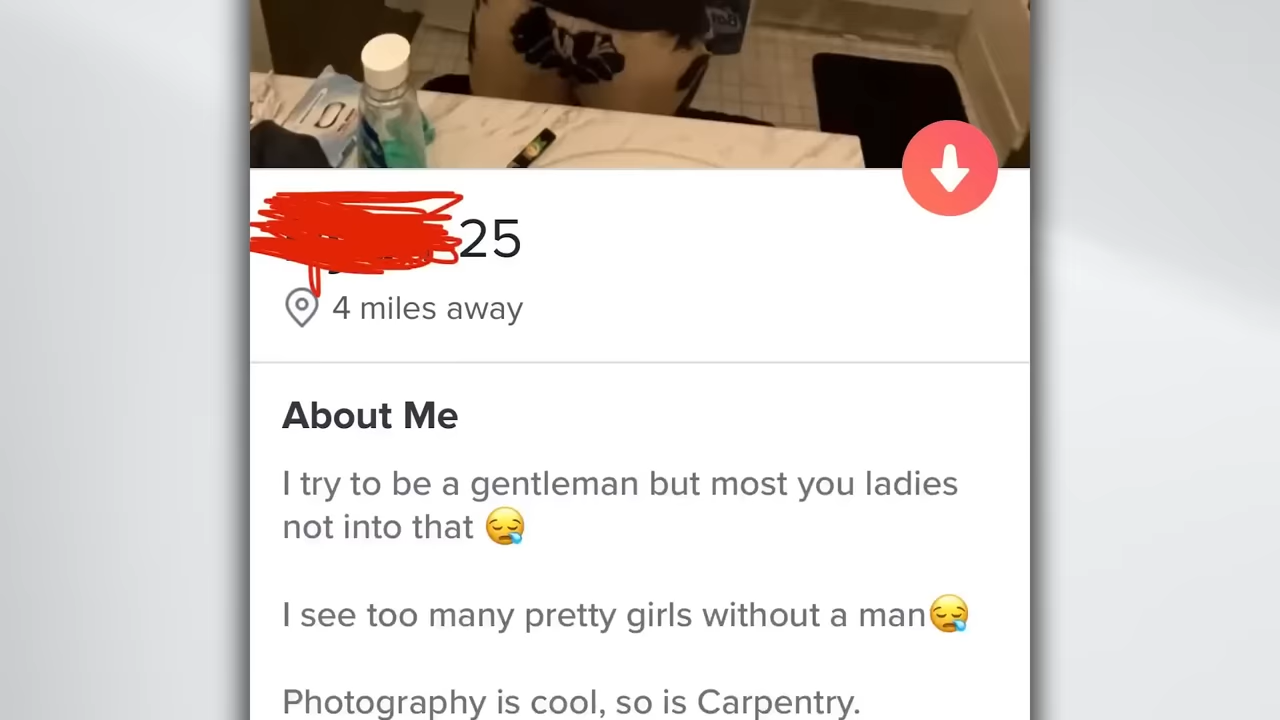 25
4 miles away
About Me
I try to be a gentleman but most you ladies
not into that 😪
I see too many pretty girls without a man😪
Photography is cool, so is Carpentry.